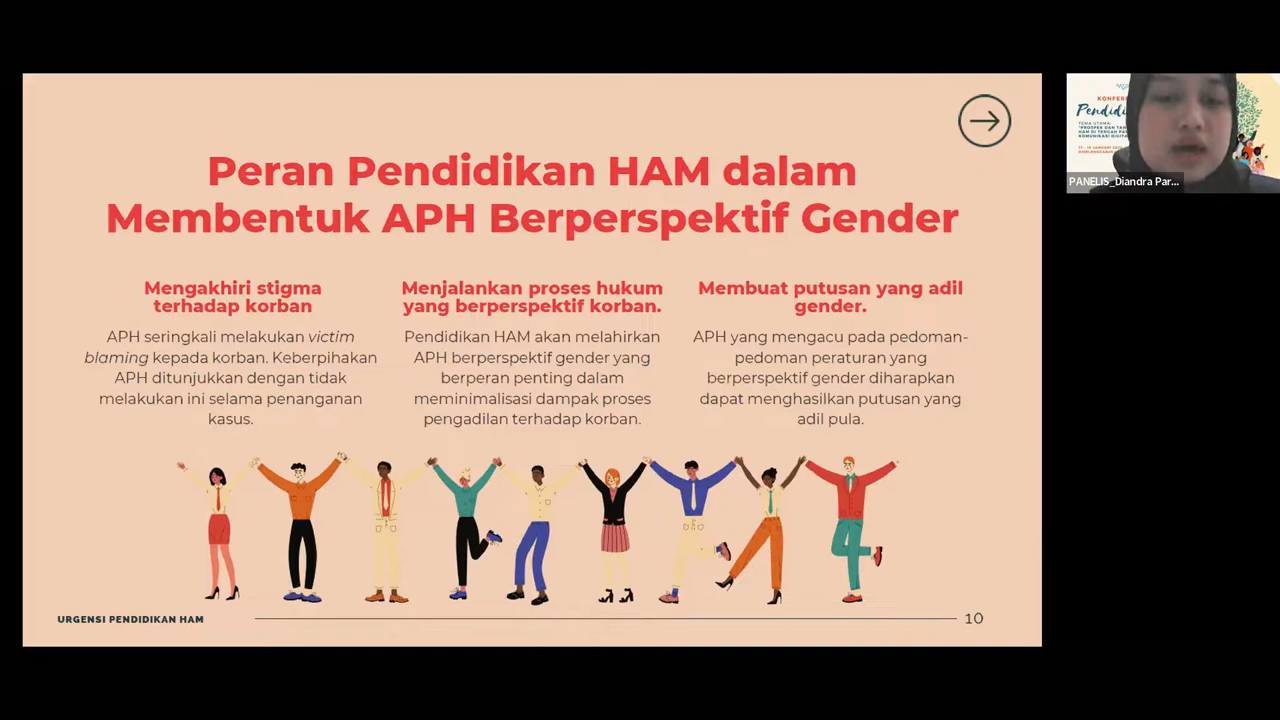 Peran Pendidikan HAM dalam
Membentuk APH Berperspektif Gender
Mengakhiri stigma
terhadap korban
APH seringkali melakukan victim
blaming kepada korban. Keberpihakan
APH ditunjukkan dengan tidak
melakukan ini selama penanganan
kasus.
Menjalankan proses hukum
yang berperspektif korban.
Pendidikan HAM akan melahirkan
APH berperspektif gender yang
berperan penting dalam
meminimalisasi dampak proses
pengadilan terhadap korban.
Membuat putusan yang adil
gender.
APH yang mengacu pada pedoman-
pedoman peraturan yang
berperspektif gender diharapkan
dapat menghasilkan putusan yang
adil pula.
URGENSI PENDIDIKAN HAM
10
TEMA UTAMA:
PANELIS_Diandra Par...